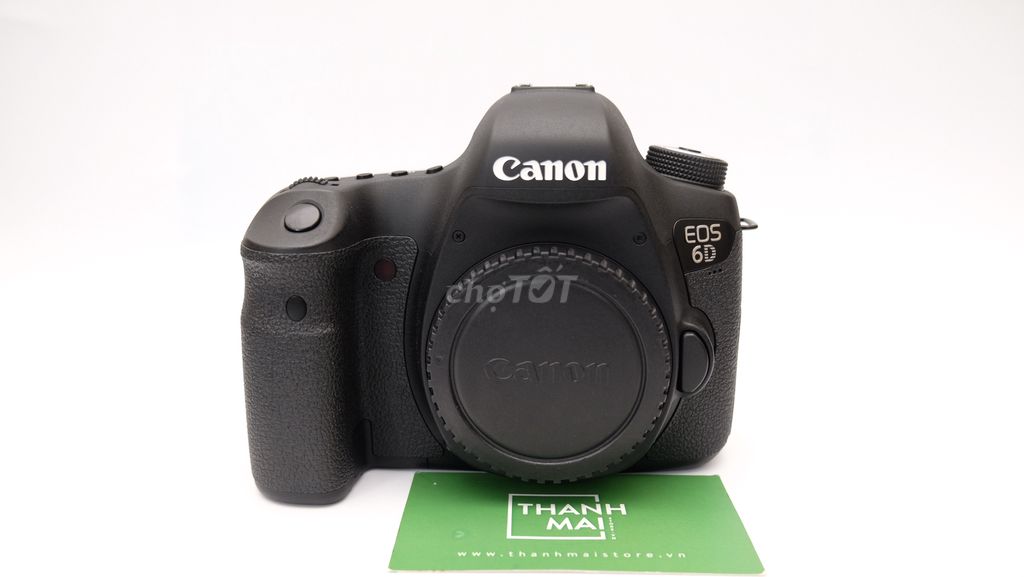 Canon
EOS
6D
chợTỐT
Canon
THANH
MAI
www.thanhmaistore.vn